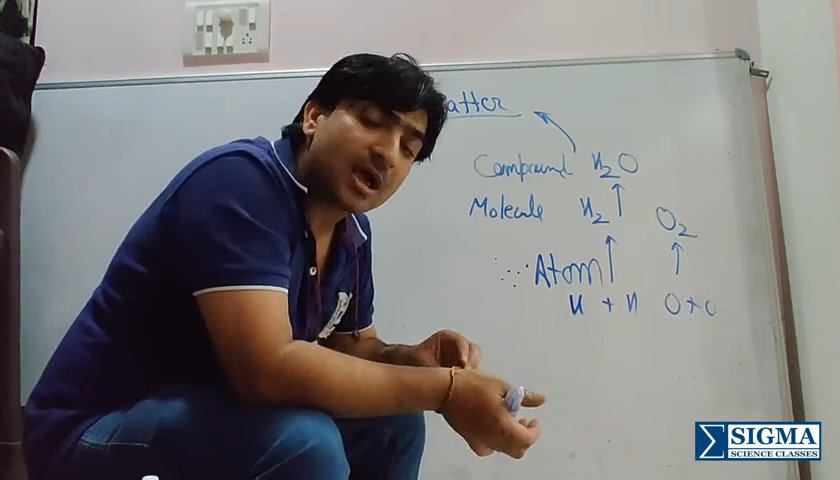 atter
Compound H₂O
Molecule H₂ O₂
Atom
H + H O + O
SIGMA
SCIENCE CLASSES